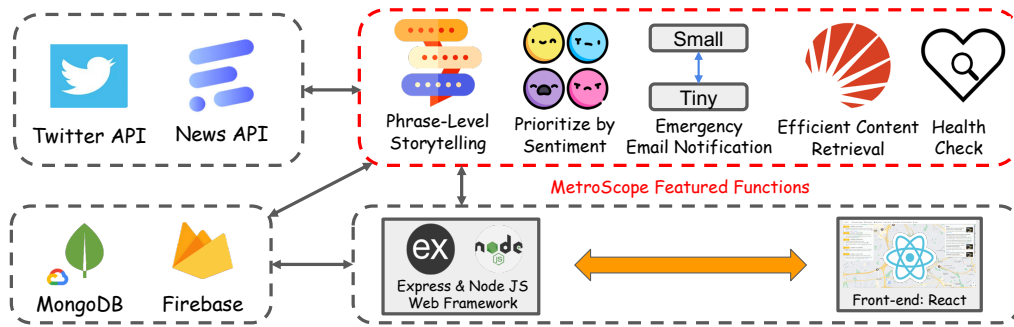 Twitter API
News API
Phrase-Level
Storytelling
Prioritize by
Sentiment
Small
Tiny
Emergency
Email Notification
Efficient Content
Retrieval
Health
Check
MetroScope Featured Functions
MongoDB
Firebase
ex
node
JS
Express & Node JS
Web Framework
Front-end: React